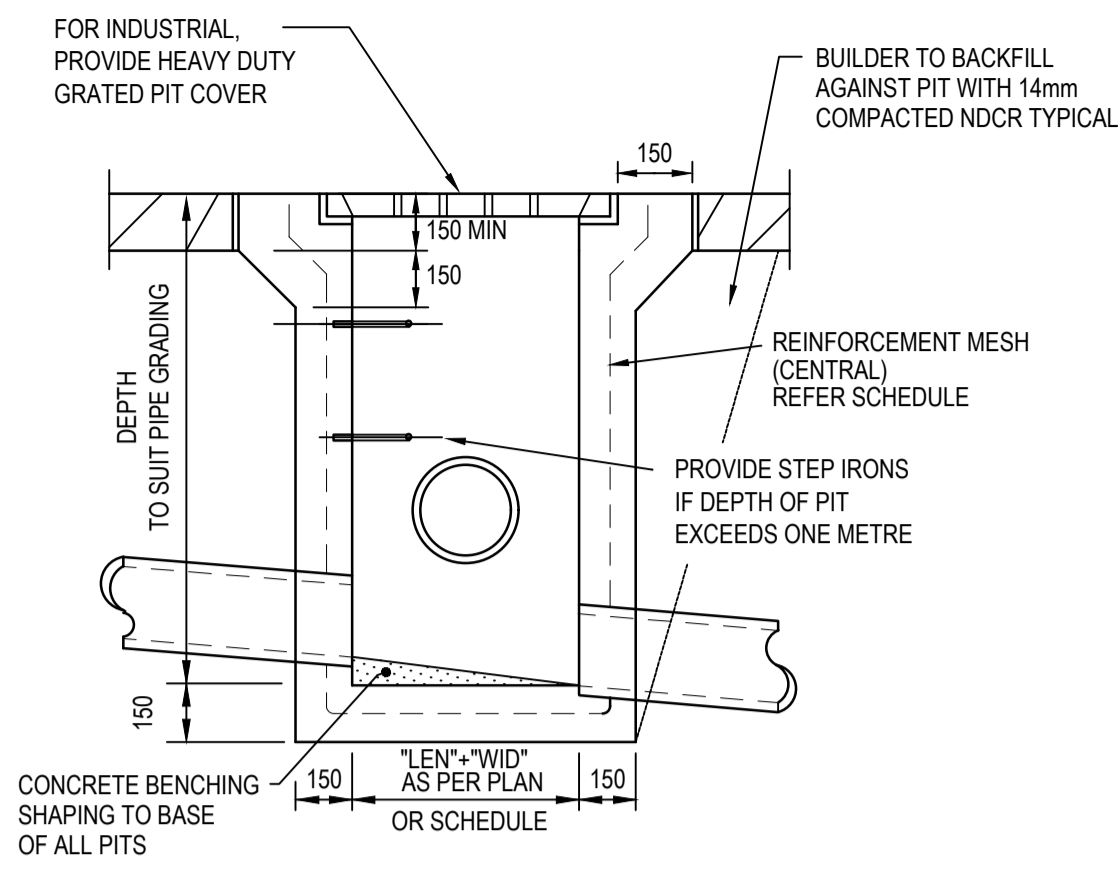 FOR INDUSTRIAL,
PROVIDE HEAVY DUTY
GRATED PIT COVER
BUILDER TO BACKFILL
AGAINST PIT WITH 14mm
COMPACTED NDCR TYPICAL
150
150 MIN
150
DEPTH
TO SUIT PIPE GRADING
REINFORCEMENT MESH
(CENTRAL)
REFER SCHEDULE
PROVIDE STEP IRONS
IF DEPTH OF PIT
EXCEEDS ONE METRE
150
CONCRETE BENCHING
SHAPING TO BASE
OF ALL PITS
150
"LEN"+"WID"
AS PER PLAN
OR SCHEDULE
150